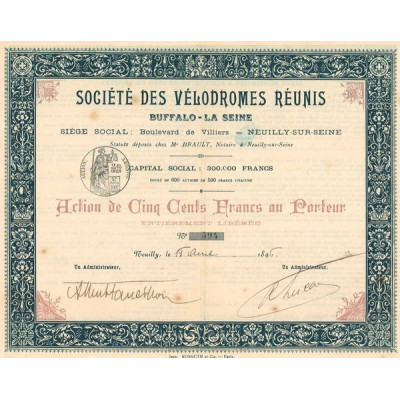 SOCIÉTÉ DES VÉLODROMES RÉUNIS
BUFFALO - LA SEINE
SIÈGE SOCIAL : Boulevard de Villiers — NEUILLY-SUR-SEINE
Statuts déposés chez Me BRAULT, Notaire à Neuilly-sur-Seine
CAPITAL SOCIAL : 300.000 FRANCS
DIVISÉ EN 600 ACTIONS DE 500 FRANCS CHACUNE
Action de Cinq Cents Francs au Porteur
ENTIÈREMENT LIBÉRÉE
No 594
Neuilly, le 15 Avril 1896
Un Administrateur,
Un Administrateur,